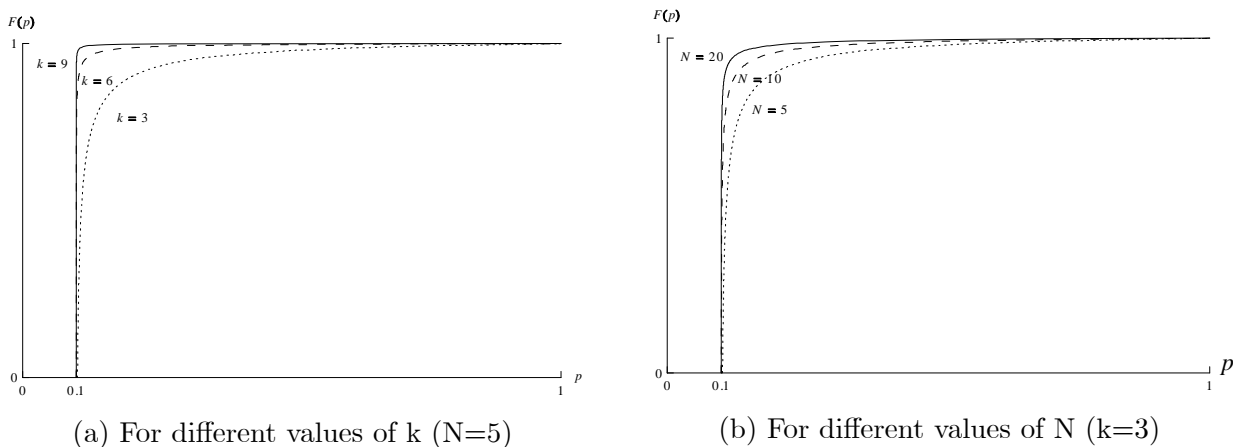 F(p)
1
k = 9
k = 6
k = 3
0
0
0.1
1
p
(a) For different values of k (N=5)
F(p)
1
N = 20
N = 10
N = 5
0
0
0.1
1
p
(b) For different values of N (k=3)